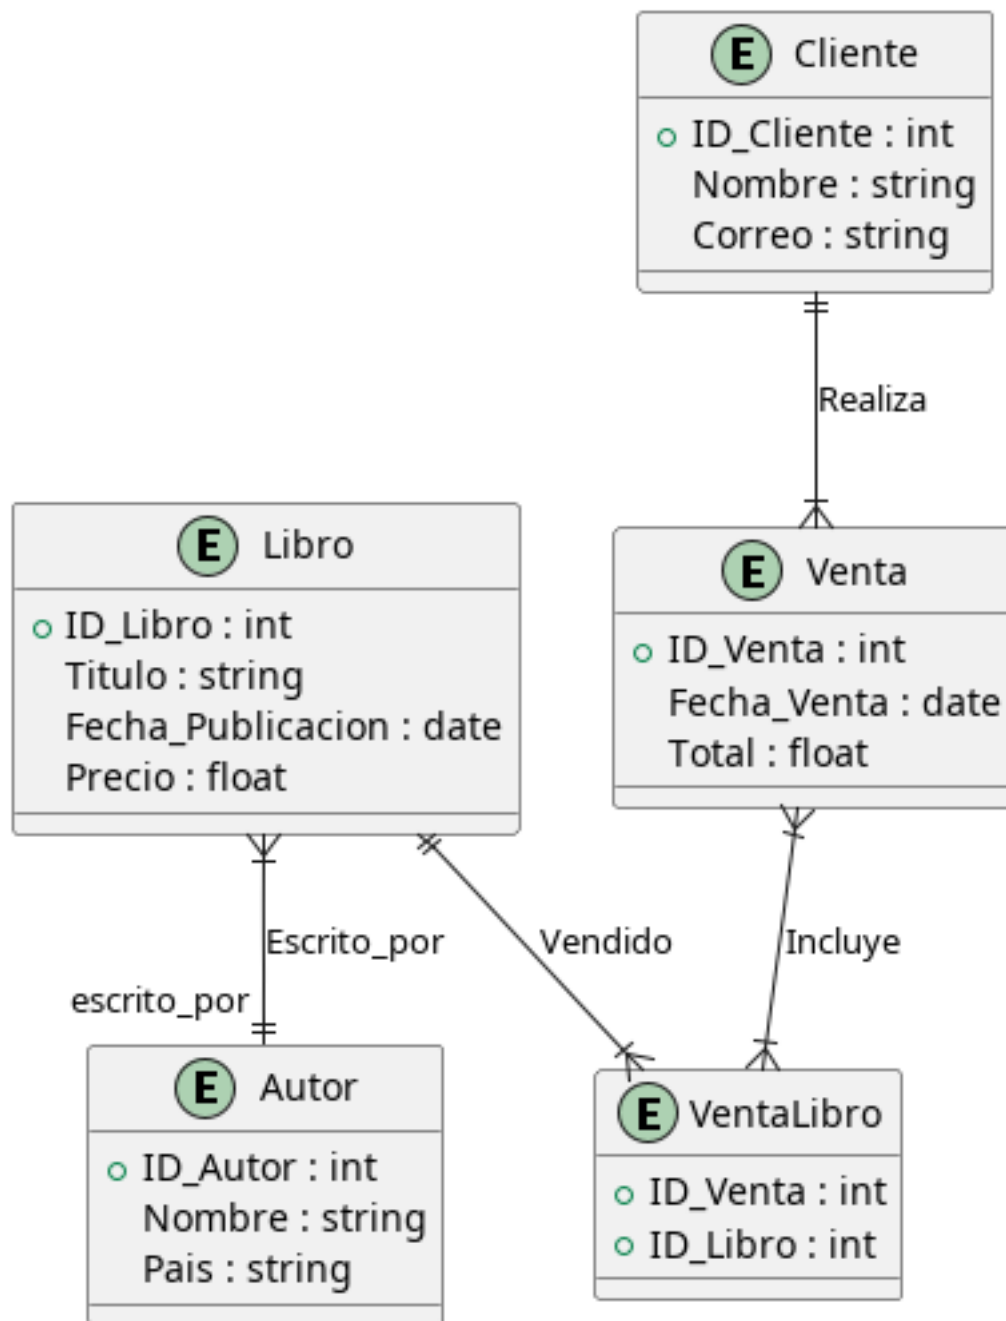 E Cliente
ID_Cliente : int
Nombre : string
Correo : string
Realiza
E Libro
ID_Libro : int
Titulo : string
Fecha_Publicacion : date
Precio : float
E Venta
ID_Venta : int
Fecha_Venta : date
Total : float
Escrito_por
Vendido
Incluye
escrito_por
E Autor
ID_Autor : int
Nombre : string
Pais : string
E VentaLibro
ID_Venta : int
ID_Libro : int